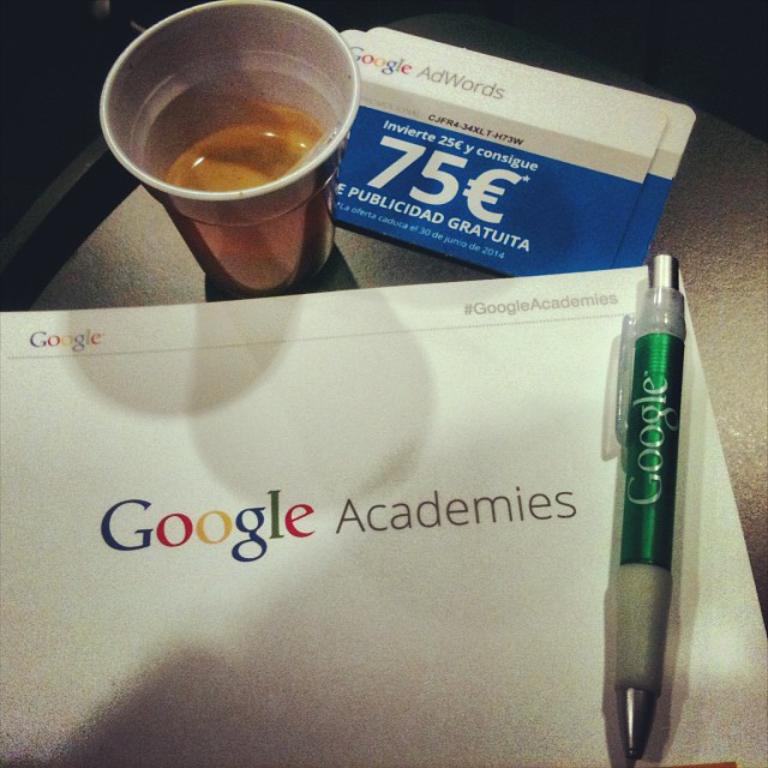 Google AdWords
CJFR4-34XLT-H73W
Invierte 25€ y consigue
75€*
E PUBLICIDAD GRATUITA
*La oferta caduca el 30 de junio de 2014
#GoogleAcademies
Google
Google Academies
Google